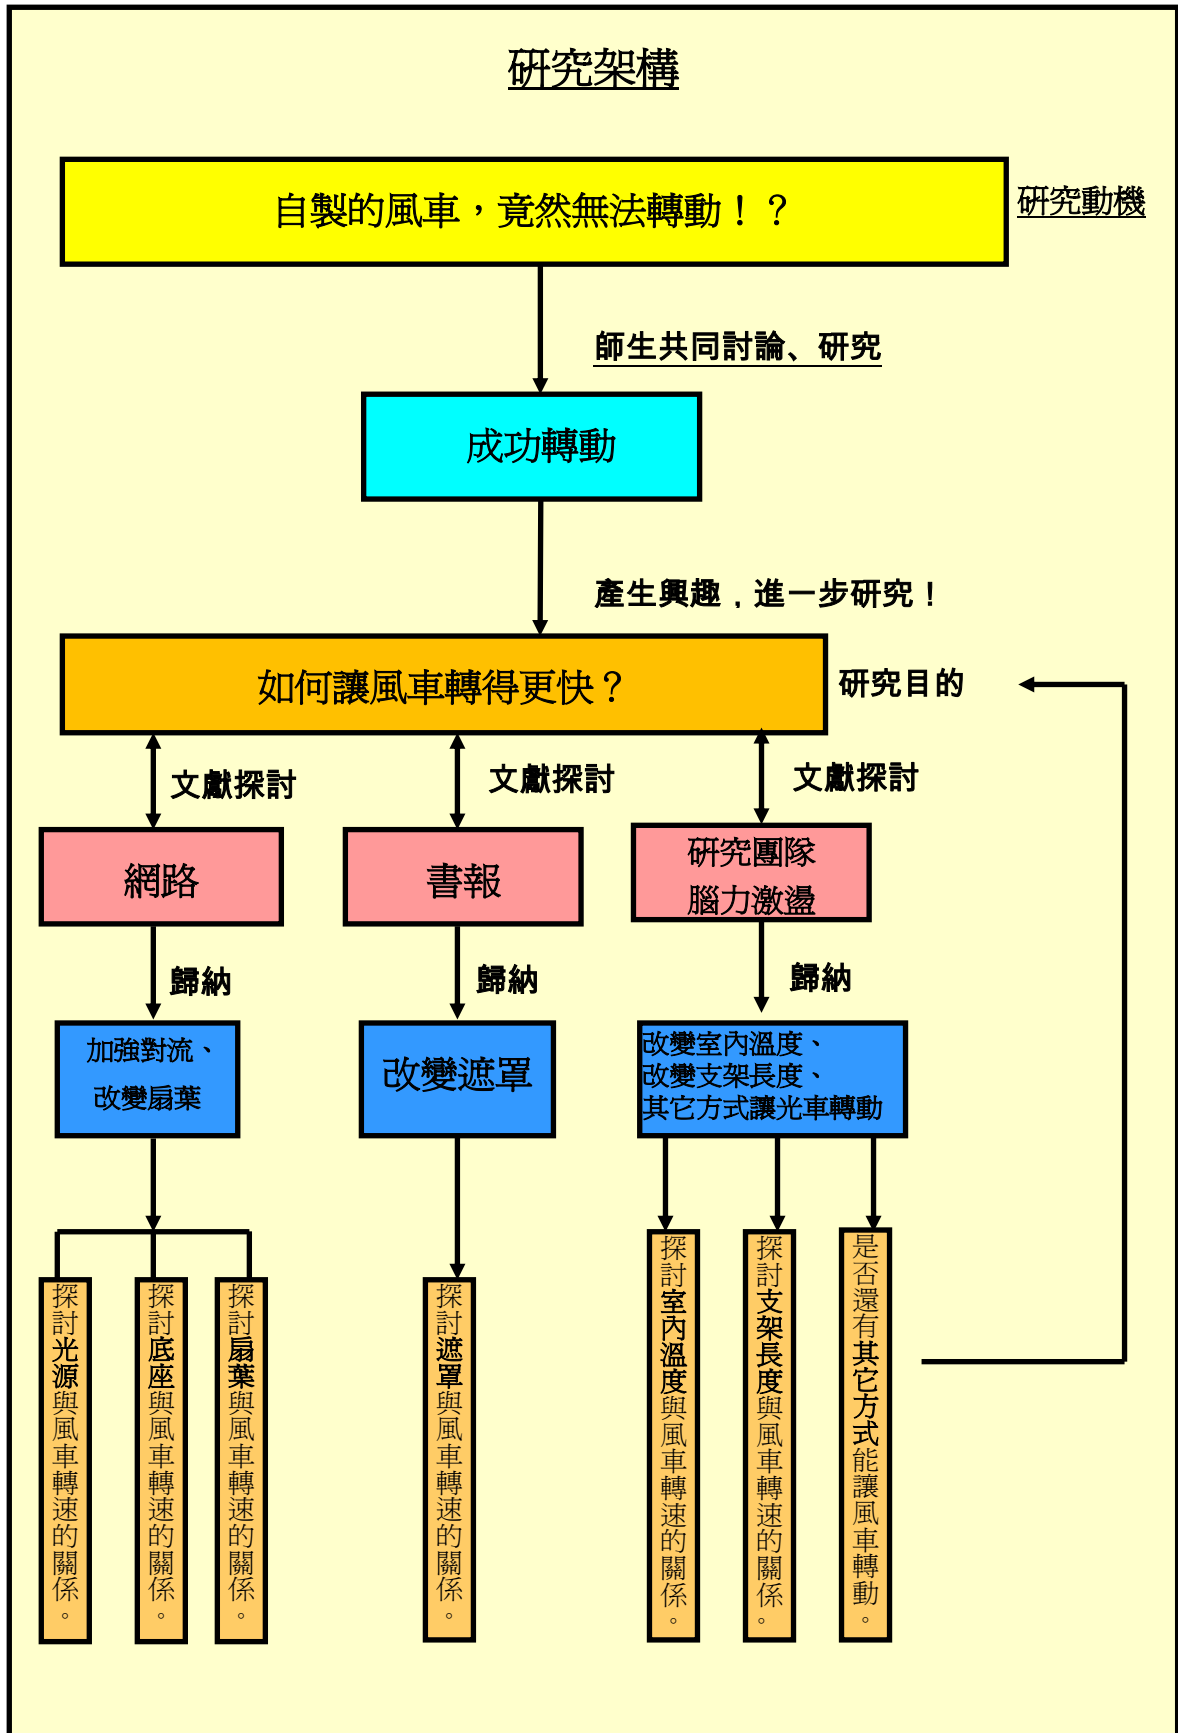 研究架構
自製的風車，竟然無法轉動！？
研究動機
師生共同討論、研究
成功轉動
產生興趣，進一步研究！
如何讓風車轉得更快？
研究目的
文獻探討
文獻探討
文獻探討
網路
書報
研究團隊
腦力激盪
歸納
歸納
歸納
加強對流、
改變扇葉
改變遮罩
改變室內溫度、
改變支架長度、
其它方式讓光車轉動
探討光源與風車轉速的關係。
探討底座與風車轉速的關係。
探討扇葉與風車轉速的關係。
探討遮罩與風車轉速的關係。
探討室內溫度與風車轉速的關係。
探討支架長度與風車轉速的關係。
是否還有其它方式能讓風車轉動。